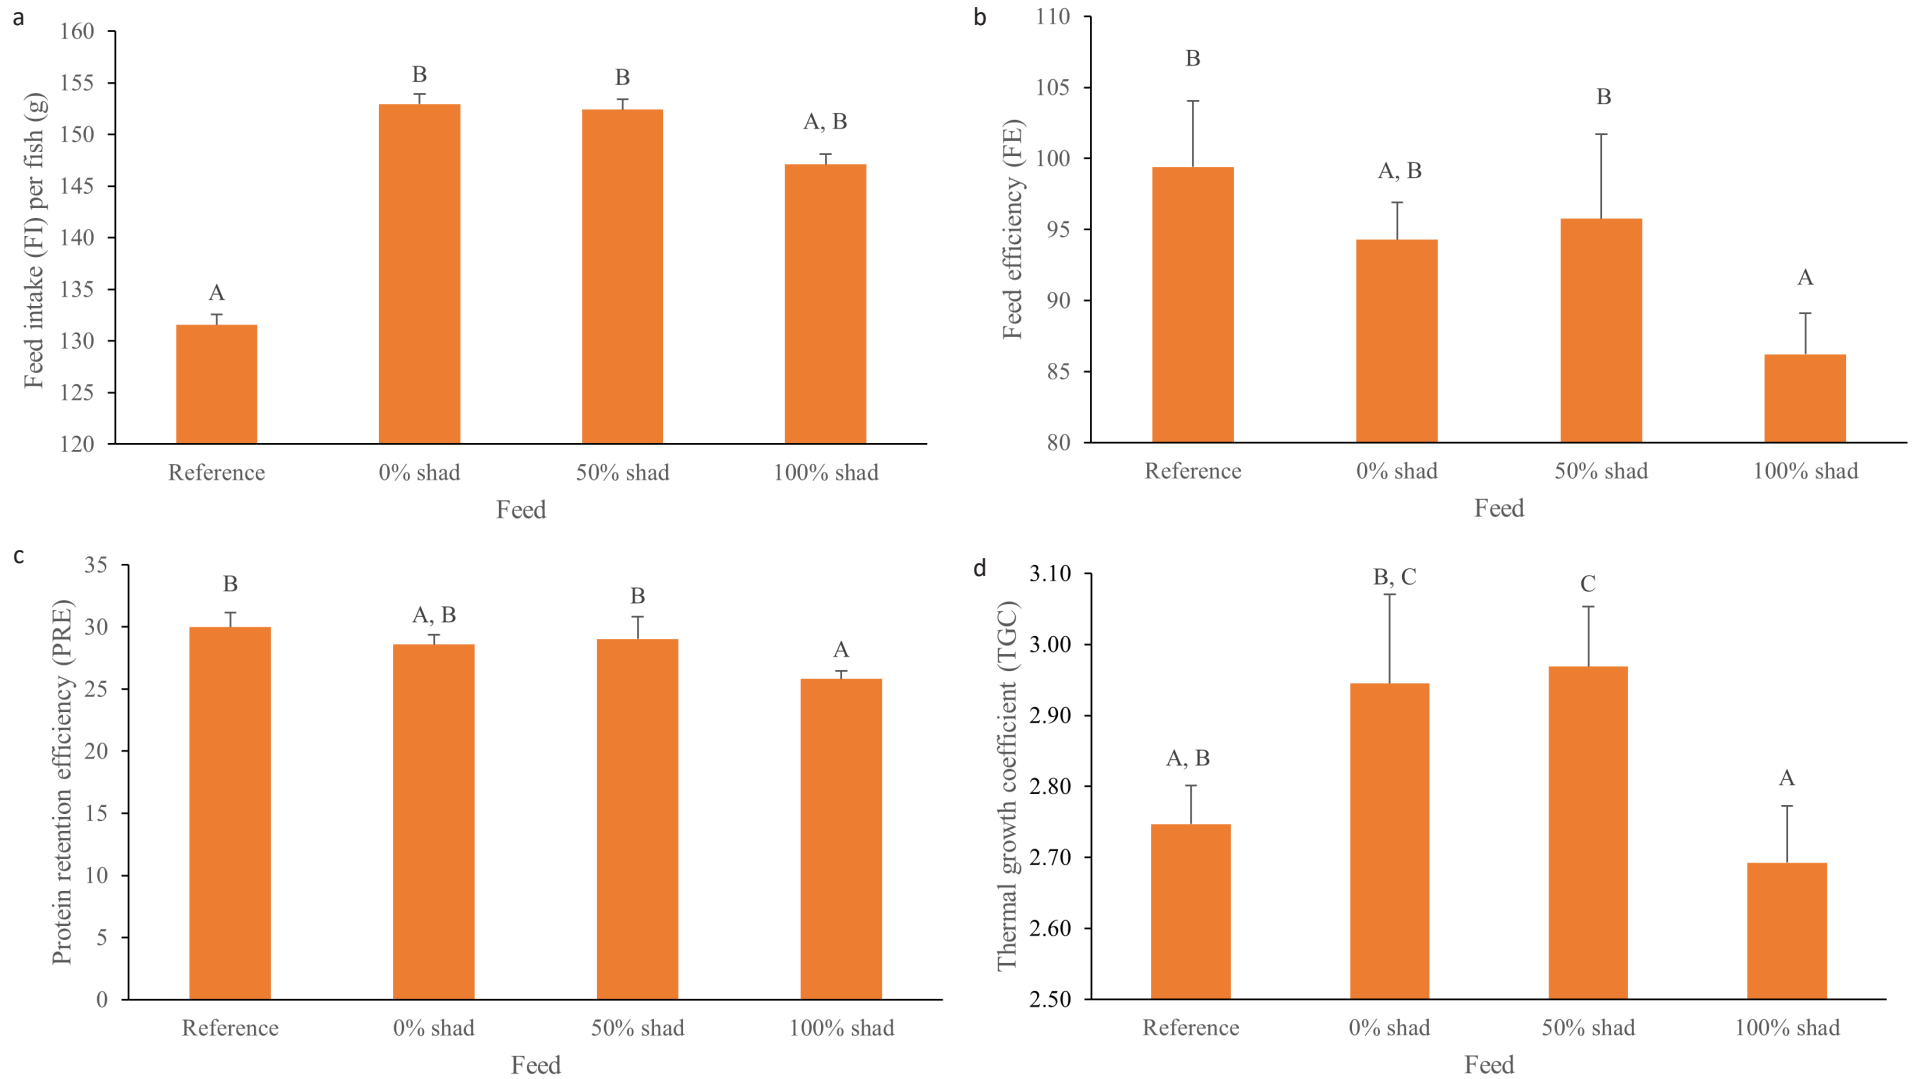 a
Feed intake (FI) per fish (g)
160
155
150
145
140
135
130
125
120
A
B
B
A, B
Reference
0% shad
50% shad
100% shad
Feed
b
Feed efficiency (FE)
110
105
100
95
90
85
80
B
A, B
B
A
Reference
0% shad
50% shad
100% shad
Feed
c
Protein retention efficiency (PRE)
35
30
25
20
15
10
5
0
B
A, B
B
A
Reference
0% shad
50% shad
100% shad
Feed
d
Thermal growth coefficient (TGC)
3.10
3.00
2.90
2.80
2.70
2.60
2.50
A, B
B, C
C
A
Reference
0% shad
50% shad
100% shad
Feed